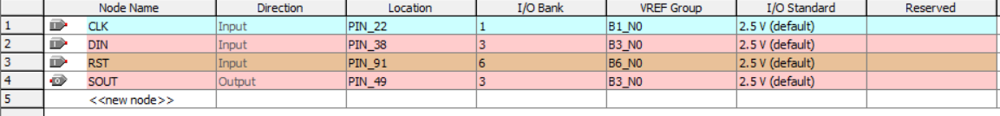 Node Name Direction Location I/O Bank VREF Group I/O Standard Reserved
1 CLK Input PIN_22 1 B1_N0 2.5 V (default)
2 DIN Input PIN_38 3 B3_N0 2.5 V (default)
3 RST Input PIN_91 6 B6_N0 2.5 V (default)
4 SOUT Output PIN_49 3 B3_N0 2.5 V (default)
5 <<new node>>